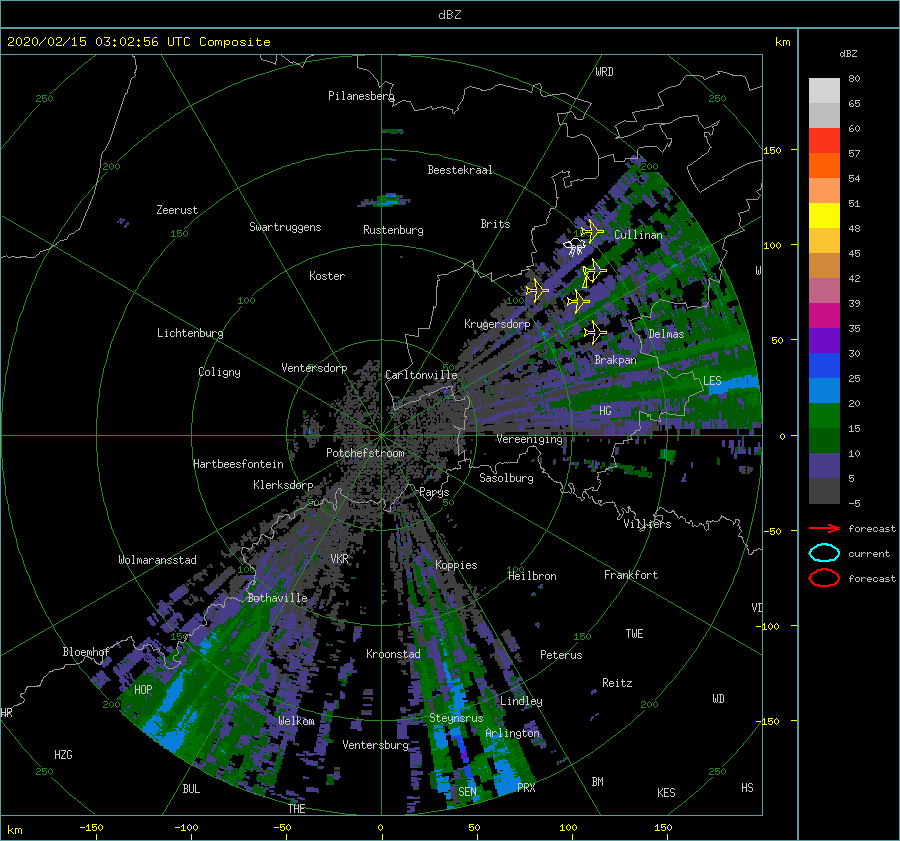 dBZ
2020/02/15 03:02:56 UTC Composite
km
dBZ
WRD
250
Pilanesberg
250
80
65
60
57
54
51
48
45
42
39
35
30
25
20
15
10
5
-5
150
200
200
Beestekraal
Zeerust
150
Swartruggens
Rustenburg
Brits
Cullinan
100
Koster
W
100
100
Krugersdorp
Lichtenburg
Delmas
50
Brakpan
Coligny
Ventersdorp
Carltonville
LES
HG
0
Vereeniging
Potchefstroom
Hartbeesfontein
Klerksdorp
Sasolburg
Parys
50
50
Villiers
forecast
-50
current
Wolmaransstad
VKR
Koppies
100
100
Heilbron
Frankfort
forecast
Bothaville
VI
-100
150
150
TWE
Bloemhof
Kroonstad
Peterus
HOP
Reitz
200
Lindley
200
WD
HR
Welkom
Steynsrus
-150
Arlington
Ventersburg
HZG
250
250
BUL
SEN
PRX
BM
KES
HS
THE
km
-150
-100
-50
0
50
100
150